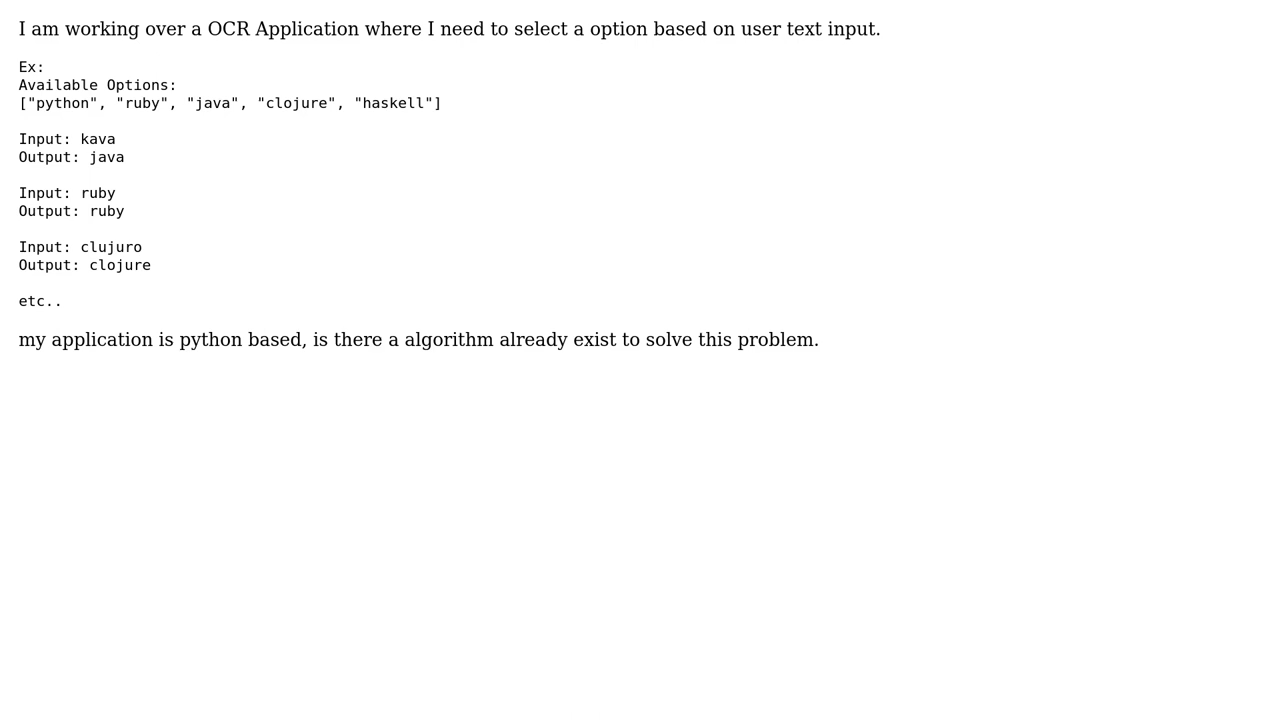 I am working over a OCR Application where I need to select a option based on user text input.
Ex:
Available Options:
["python", "ruby", "java", "clojure", "haskell"]
Input: kava
Output: java
Input: ruby
Output: ruby
Input: clujuro
Output: clojure
etc..
my application is python based, is there a algorithm already exist to solve this problem.